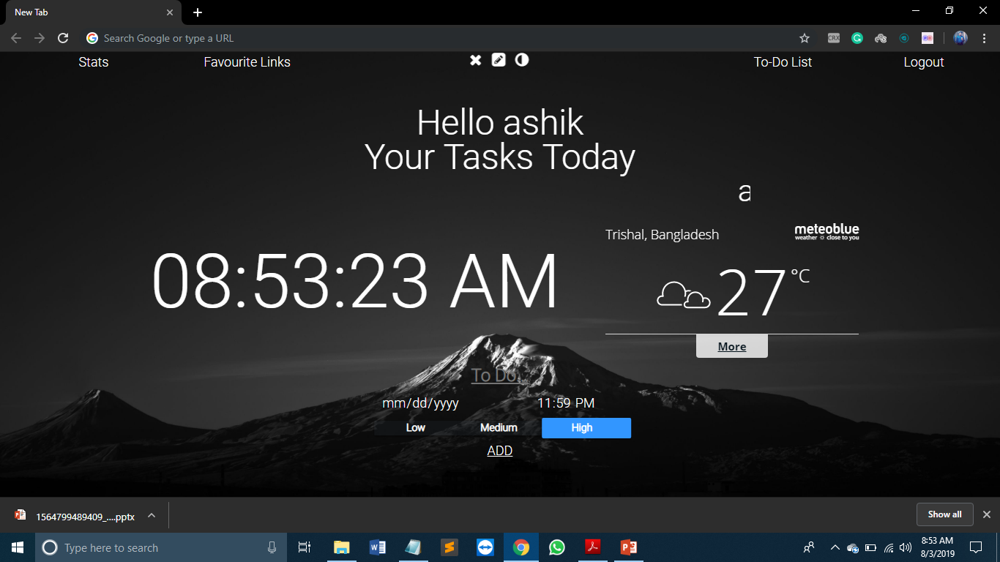 New Tab
Search Google or type a URL
CRX
Stats
Favourite Links
To-Do List
Logout
Hello ashik
Your Tasks Today
a
Trishal, Bangladesh
meteoblue
weather ☼ close to you
08:53:23 AM
27 °C
More
To Do..
mm/dd/yyyy
11:59 PM
Low
Medium
High
ADD
1564799489409_....pptx
Show all
Type here to search
8:53 AM
8/3/2019